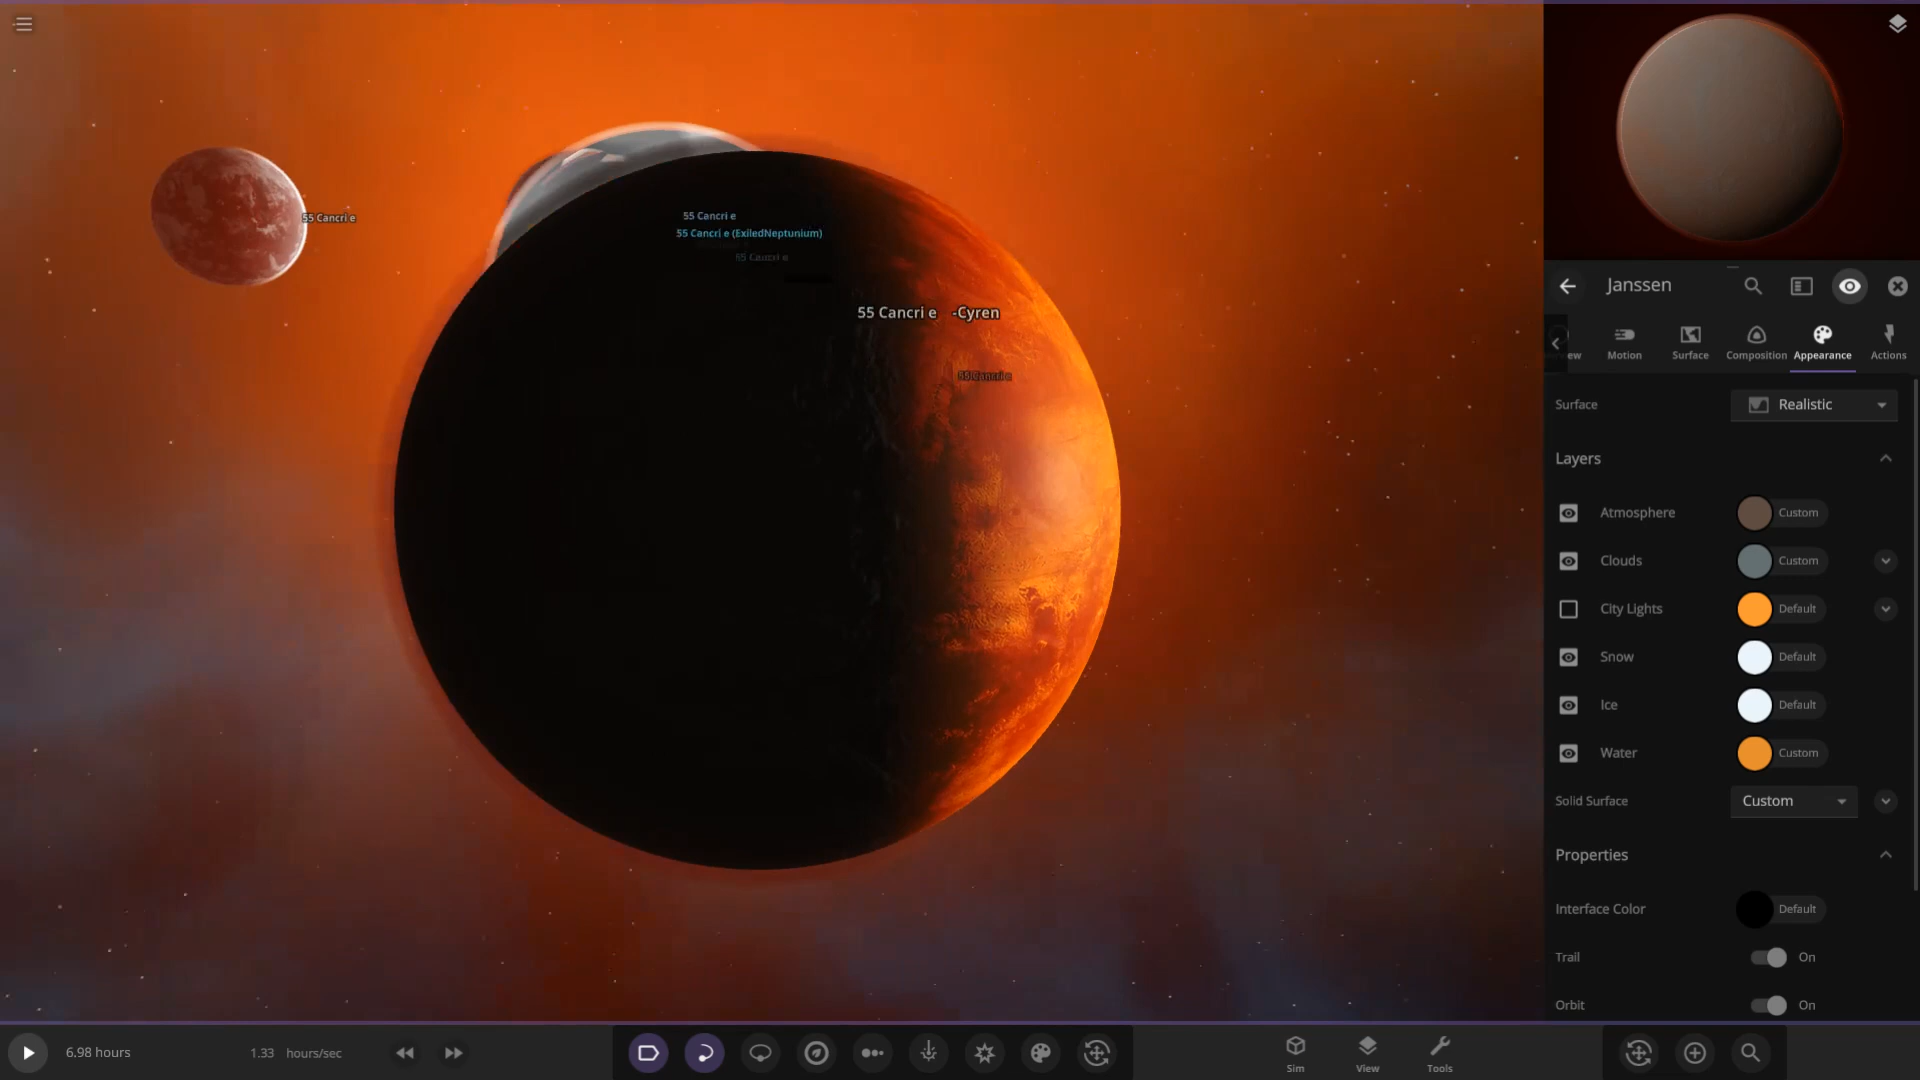 55 Cancri e
55 Cancri e
55 Cancri e (ExiledNeptunium)
55 Cancri e
55 Cancri e -Cyren
55 Cancri e
Janssen
Motion
Surface
Composition
Appearance
Actions
Surface
Realistic
Layers
Atmosphere
Custom
Clouds
Custom
City Lights
Default
Snow
Default
Ice
Default
Water
Custom
Solid Surface
Custom
Properties
Interface Color
Default
Trail
On
Orbit
On
6.98 hours
1.33 hours/sec
Sim
View
Tools